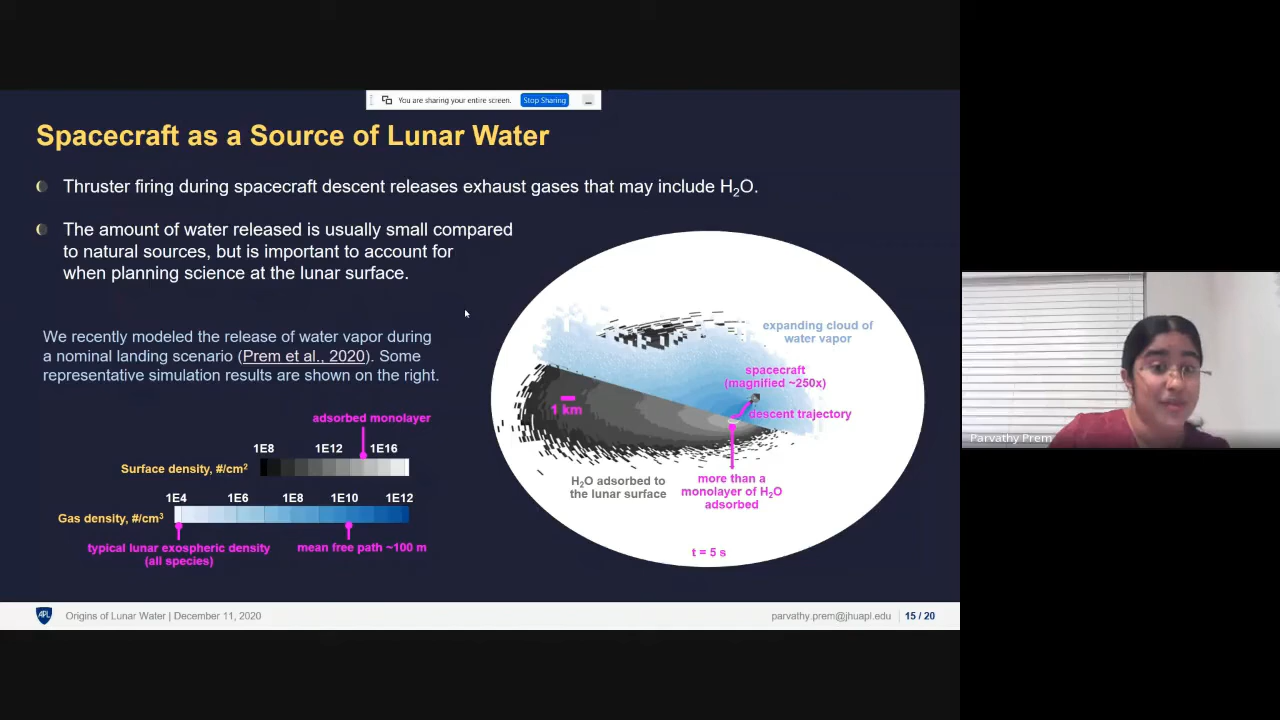 You are sharing your entire screen. Stop Sharing
Spacecraft as a Source of Lunar Water
Thruster firing during spacecraft descent releases exhaust gases that may include H₂O.
The amount of water released is usually small compared
to natural sources, but is important to account for
when planning science at the lunar surface.
We recently modeled the release of water vapor during
a nominal landing scenario (Prem et al., 2020). Some
representative simulation results are shown on the right.
adsorbed monolayer
1E8 1E12 1E16
Surface density, #/cm²
1E4 1E6 1E8 1E10 1E12
Gas density, #/cm³
typical lunar exospheric density
(all species)
mean free path ~100 m
expanding cloud of
water vapor
spacecraft
(magnified ~250x)
descent trajectory
1 km
H₂O adsorbed to
the lunar surface
more than a
monolayer of H₂O
adsorbed
t = 5 s
APL
Origins of Lunar Water | December 11, 2020
parvathy.prem@jhuapl.edu | 15 / 20
Parvathy Prem